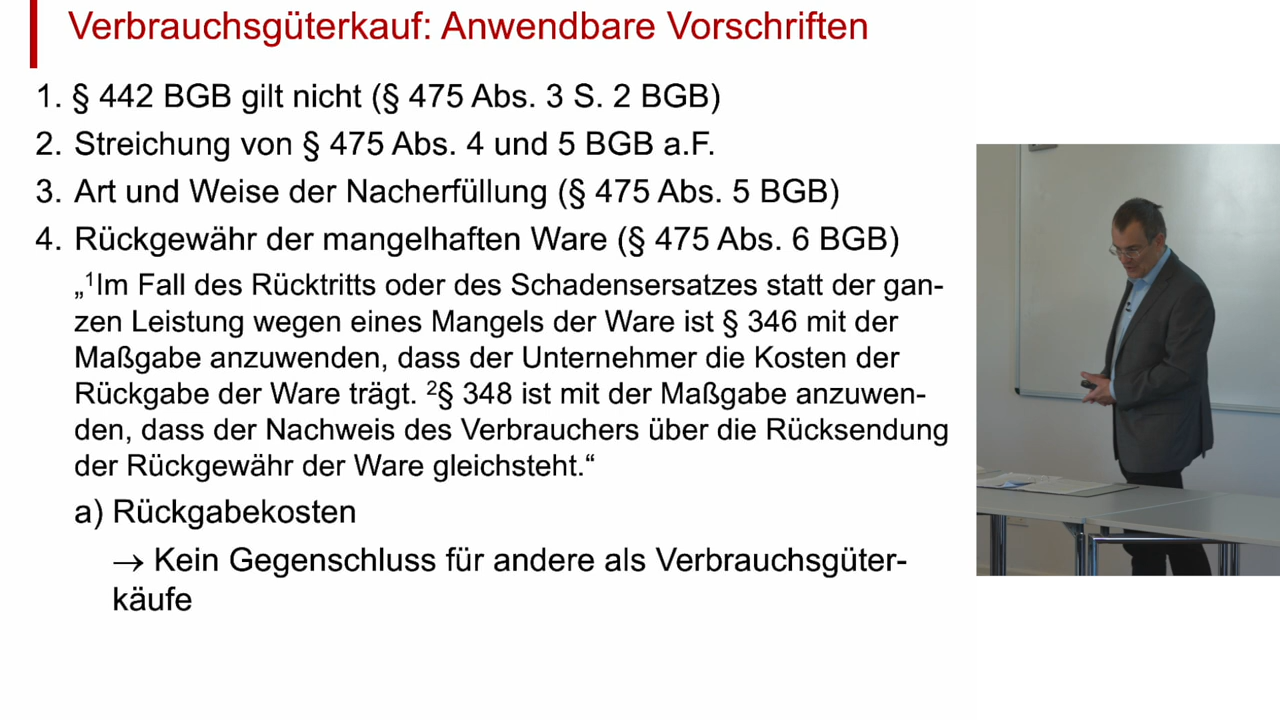 Verbrauchsgüterkauf: Anwendbare Vorschriften
1. § 442 BGB gilt nicht (§ 475 Abs. 3 S. 2 BGB)
2. Streichung von § 475 Abs. 4 und 5 BGB a.F.
3. Art und Weise der Nacherfüllung (§ 475 Abs. 5 BGB)
4. Rückgewähr der mangelhaften Ware (§ 475 Abs. 6 BGB)
„¹Im Fall des Rücktritts oder des Schadensersatzes statt der gan-
zen Leistung wegen eines Mangels der Ware ist § 346 mit der
Maßgabe anzuwenden, dass der Unternehmer die Kosten der
Rückgabe der Ware trägt. ²§ 348 ist mit der Maßgabe anzuwen-
den, dass der Nachweis des Verbrauchers über die Rücksendung
der Rückgewähr der Ware gleichsteht.“
a) Rückgabekosten
→ Kein Gegenschluss für andere als Verbrauchsgüter-
käufe